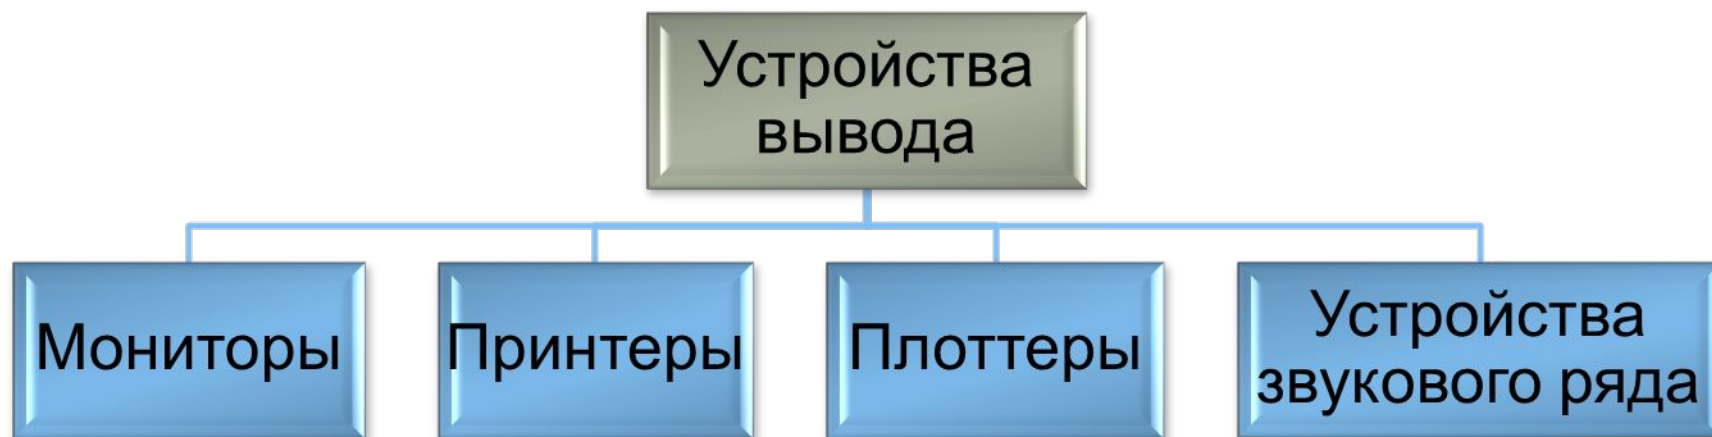 Устройства
вывода
Мониторы
Принтеры
Плоттеры
Устройства
звукового ряда